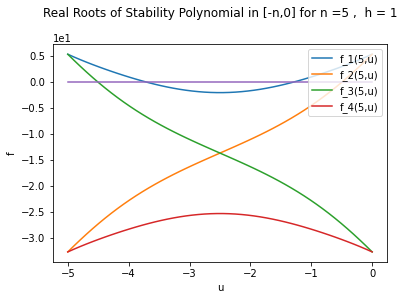 Real Roots of Stability Polynomial in [-n,0] for n =5 ,  h = 1
1e1
f_1(5,u)
f_2(5,u)
f_3(5,u)
f_4(5,u)
0.5
0.0
−0.5
−1.0
−1.5
−2.0
−2.5
−3.0
f
−5
−4
−3
−2
−1
0
u